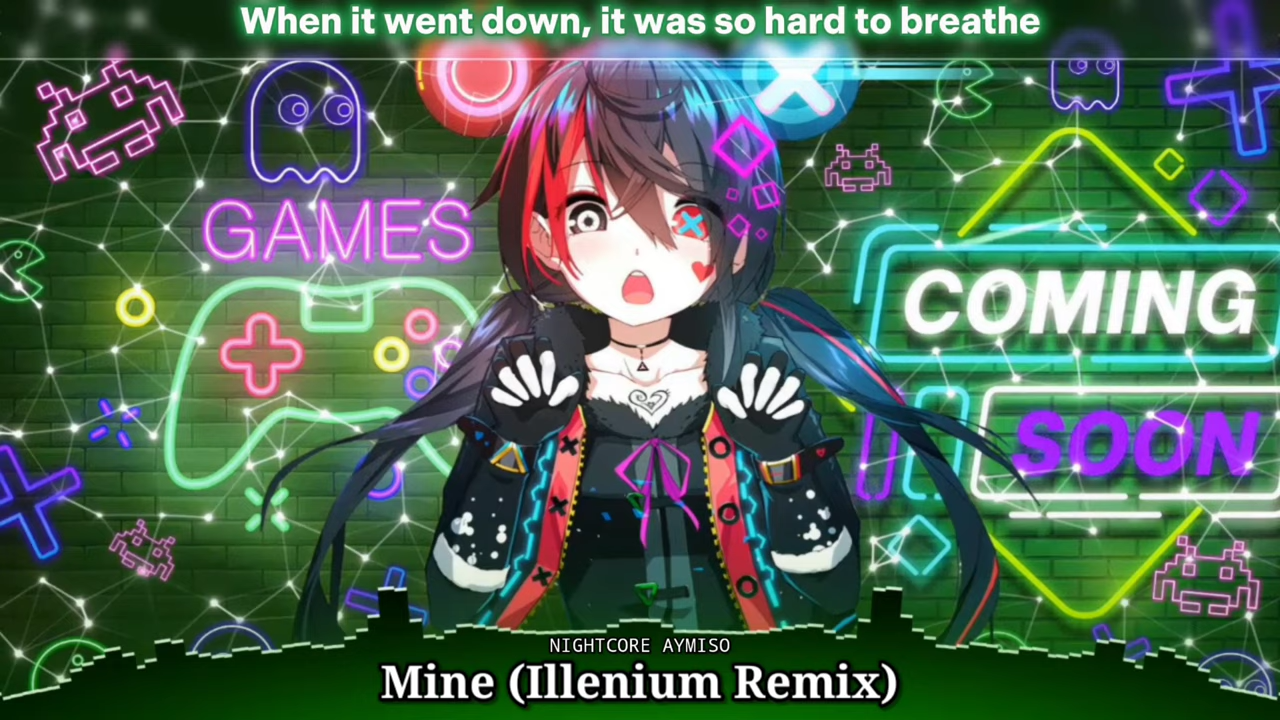 When it went down, it was so hard to breathe
GAMES
COMING
SOON
NIGHTCORE AYMISO
Mine (Illenium Remix)